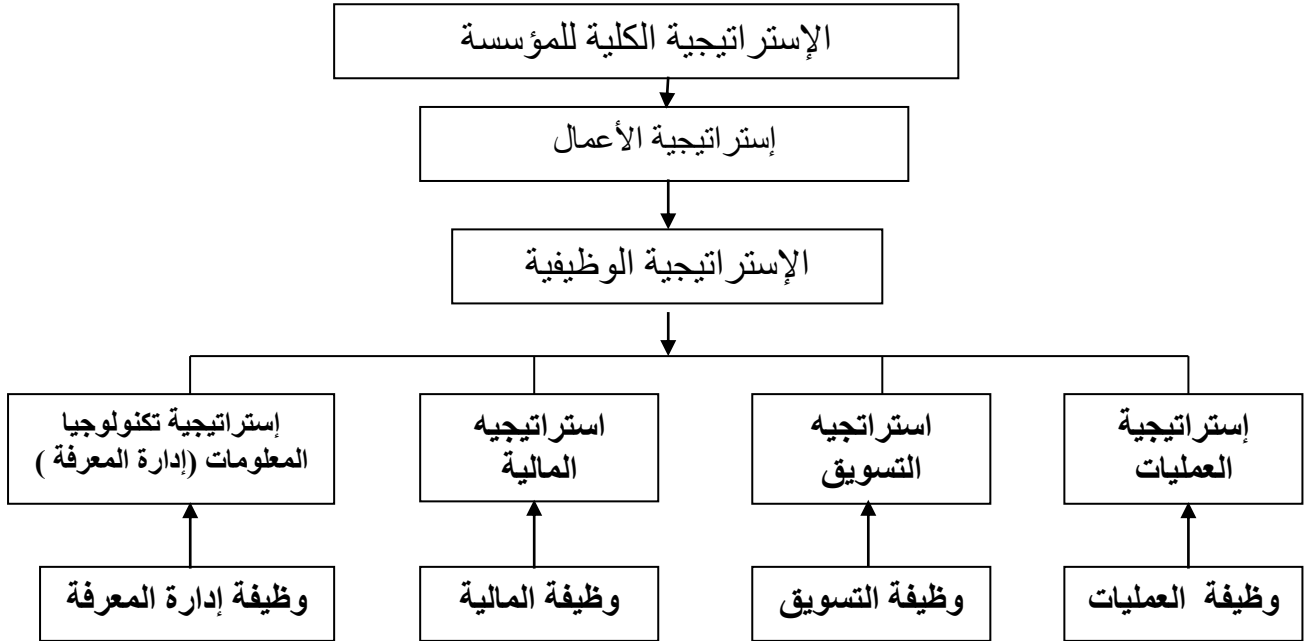 الإستراتيجية الكلية للمؤسسة
إستراتيجية الأعمال
الإستراتيجية الوظيفية
إستراتيجية
العمليات
استراتجيه
التسويق
استراتيجيه
المالية
إستراتيجية تكنولوجيا
المعلومات (إدارة المعرفة )
وظيفة العمليات
وظيفة التسويق
وظيفة المالية
وظيفة إدارة المعرفة